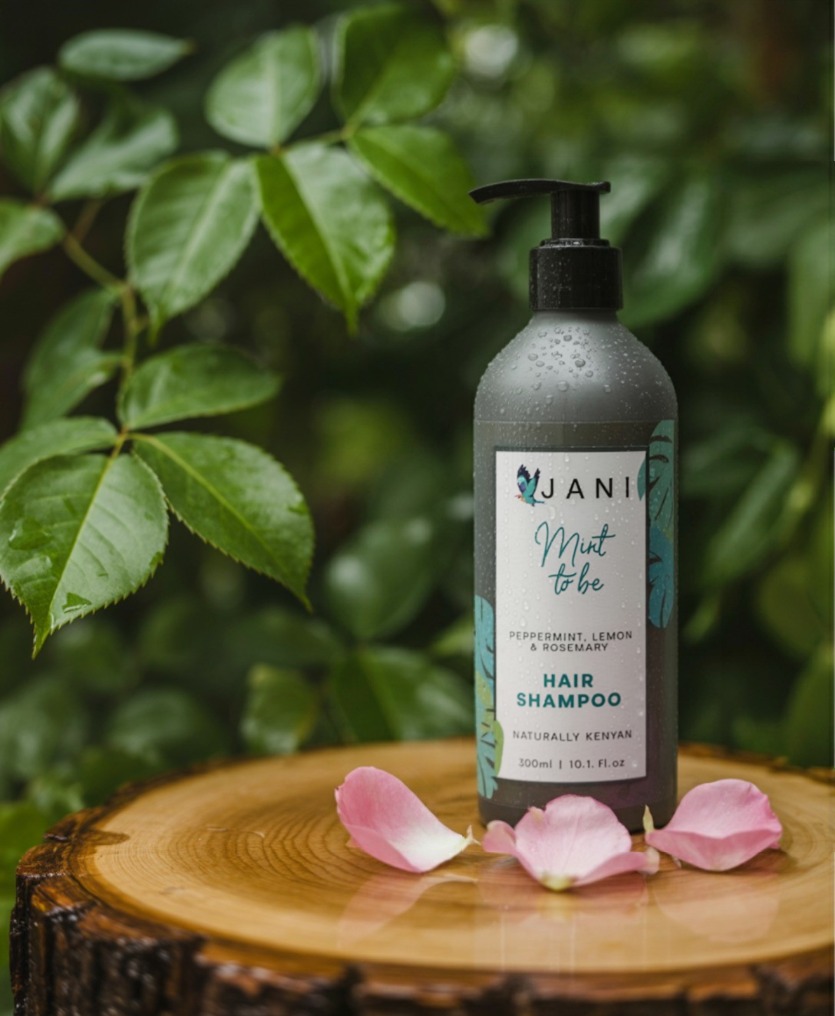 JANI
Mint
to be
PEPPERMINT, LEMON
& ROSEMARY
HAIR
SHAMPOO
NATURALLY KENYAN
300ml | 10.1. Fl.oz